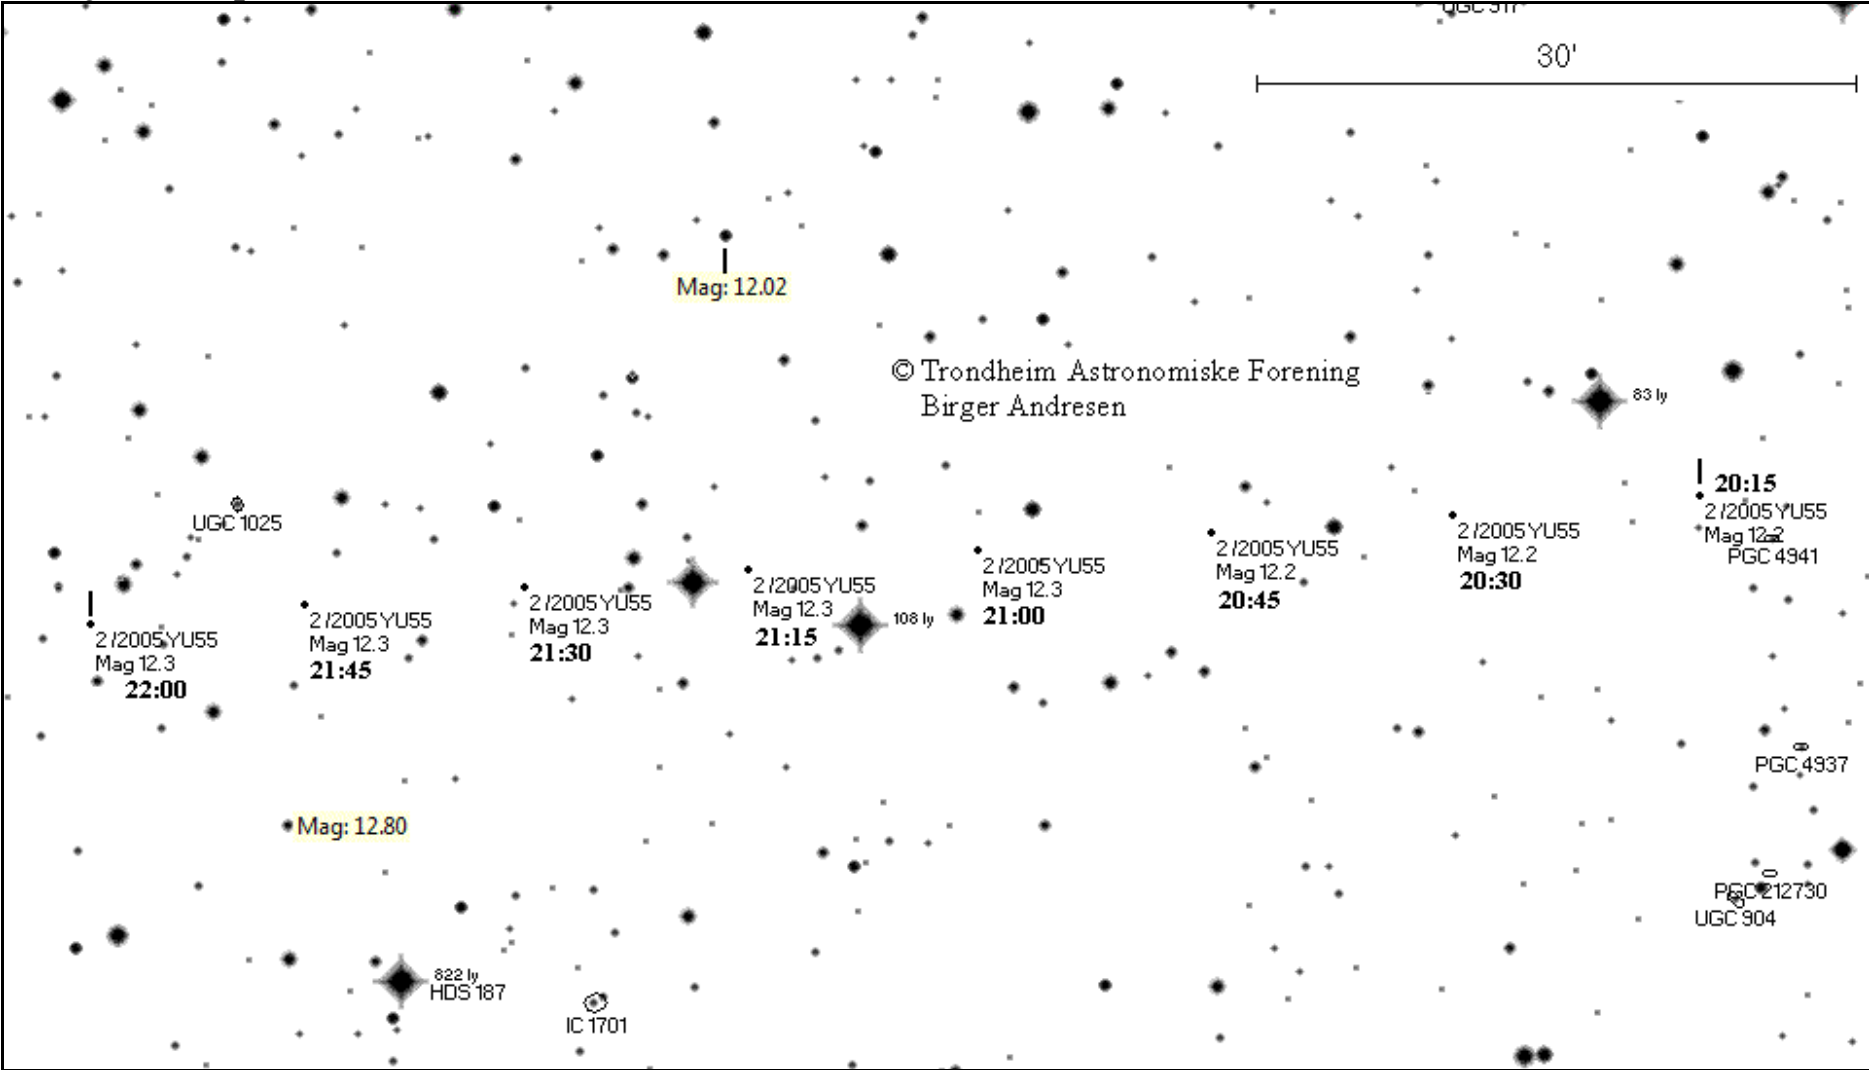 UGC 911
30'
Mag: 12.02
© Trondheim Astronomiske Forening
Birger Andresen
83 ly
20:15
2 /2005 YU55
Mag 12.2
PGC 4941
2 /2005 YU55
Mag 12.2
20:30
2 /2005 YU55
Mag 12.2
20:45
2 /2005 YU55
Mag 12.3
21:00
108 ly
2 /2005 YU55
Mag 12.3
21:15
2 /2005 YU55
Mag 12.3
21:30
2 /2005 YU55
Mag 12.3
21:45
UGC 1025
2 /2005 YU55
Mag 12.3
22:00
PGC 4937
Mag: 12.80
PGC 212730
UGC 904
822 ly
HDS 187
IC 1701